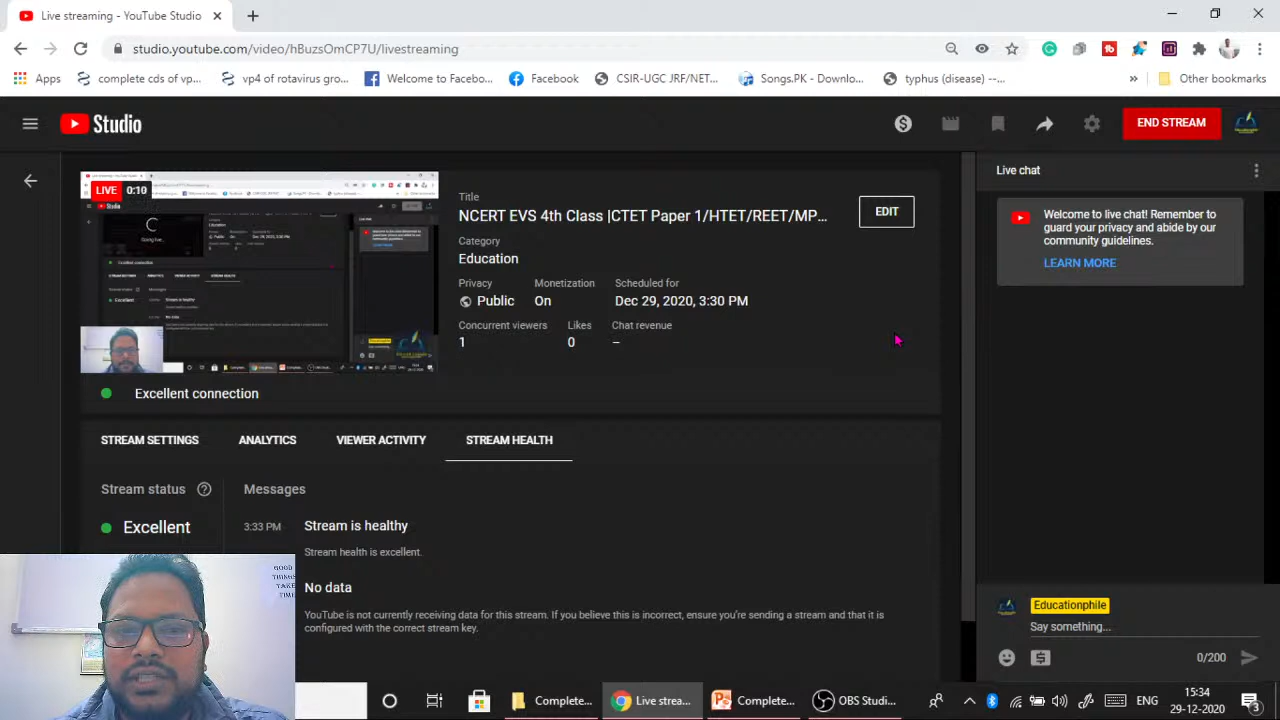 Live streaming - YouTube Studio
studio.youtube.com/video/hBuzsOmCP7U/livestreaming
Apps
complete cds of vp...
vp4 of rotavirus gro...
Welcome to Facebo...
Facebook
CSIR-UGC JRF/NET...
Songs.PK - Downlo...
typhus (disease) --...
Other bookmarks
Studio
END STREAM
LIVE 0:10
Title
NCERT EVS 4th Class |CTET Paper 1/HTET/REET/MP...
EDIT
Category
Education
Privacy Monetization Scheduled for
Public On Dec 29, 2020, 3:30 PM
Concurrent viewers Likes Chat revenue
1 0 –
Excellent connection
STREAM SETTINGS ANALYTICS VIEWER ACTIVITY STREAM HEALTH
Stream status Messages
Excellent 3:33 PM Stream is healthy
Stream health is excellent.
No data
YouTube is not currently receiving data for this stream. If you believe this is incorrect, ensure you're sending a stream and that it is
configured with the correct stream key.
Live chat
Welcome to live chat! Remember to
guard your privacy and abide by our
community guidelines.
LEARN MORE
Educationphile
Say something...
0/200
Complete...
Live strea...
Complete...
OBS Studi...
ENG
15:34
29-12-2020
3